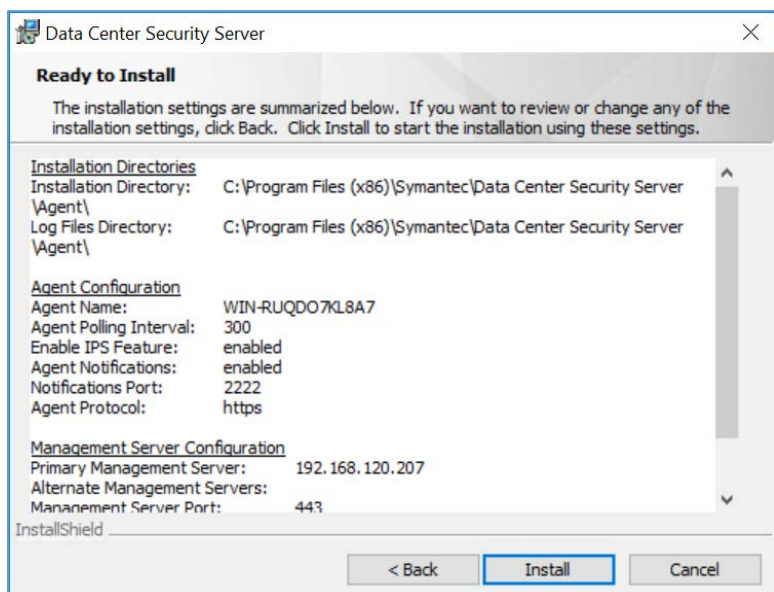 Data Center Security Server
Ready to Install
The installation settings are summarized below. If you want to review or change any of the
installation settings, click Back. Click Install to start the installation using these settings.
Installation Directories
Installation Directory: C:\Program Files (x86)\Symantec\Data Center Security Server
\Agent\
Log Files Directory: C:\Program Files (x86)\Symantec\Data Center Security Server
\Agent\
Agent Configuration
Agent Name: WIN-RUQDO7KL8A7
Agent Polling Interval: 300
Enable IPS Feature: enabled
Agent Notifications: enabled
Notifications Port: 2222
Agent Protocol: https
Management Server Configuration
Primary Management Server: 192.168.120.207
Alternate Management Servers:
Management Server Port: 443
InstallShield
< Back Install Cancel